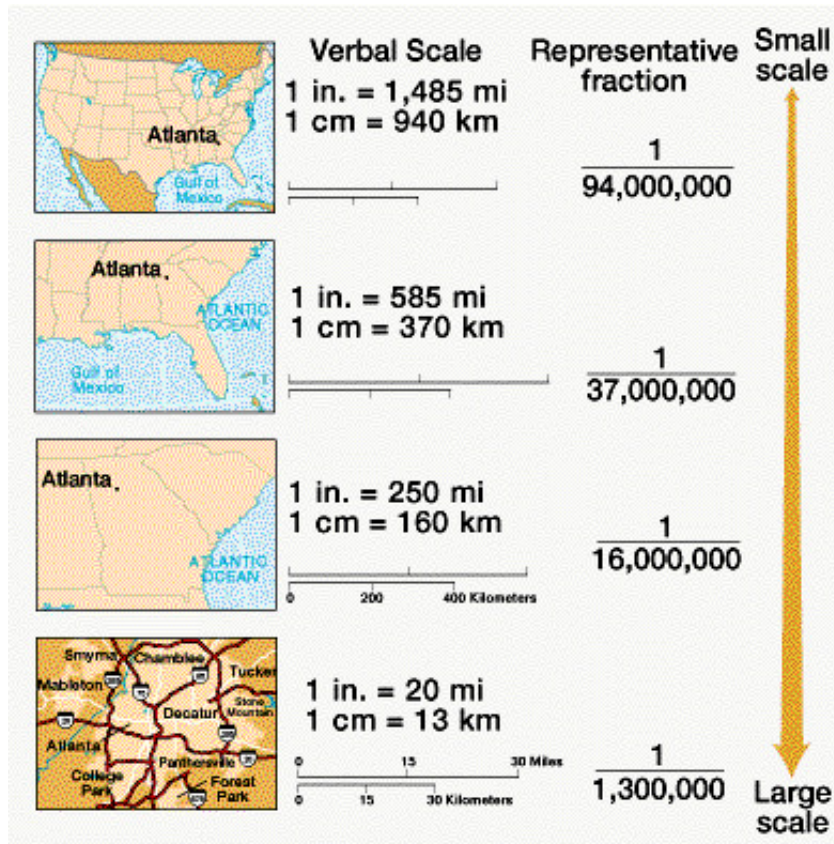 Verbal Scale
Representative
fraction
Small
scale
Atlanta
Gulf of
Mexico
1 in. = 1,485 mi
1 cm = 940 km
1
94,000,000
Atlanta
ATLANTIC
OCEAN
Gulf of
Mexico
1 in. = 585 mi
1 cm = 370 km
1
37,000,000
Atlanta
ATLANTIC
OCEAN
1 in. = 250 mi
1 cm = 160 km
0 200 400 Kilometers
1
16,000,000
Smyrna
Chamblee
Tucker
Mableton
Stone
Mountain
Decatur
Atlanta
Panthersville
College
Park
Forest
Park
1 in. = 20 mi
1 cm = 13 km
0 15 30 Miles
0 15 30 Kilometers
1
1,300,000
Large
scale